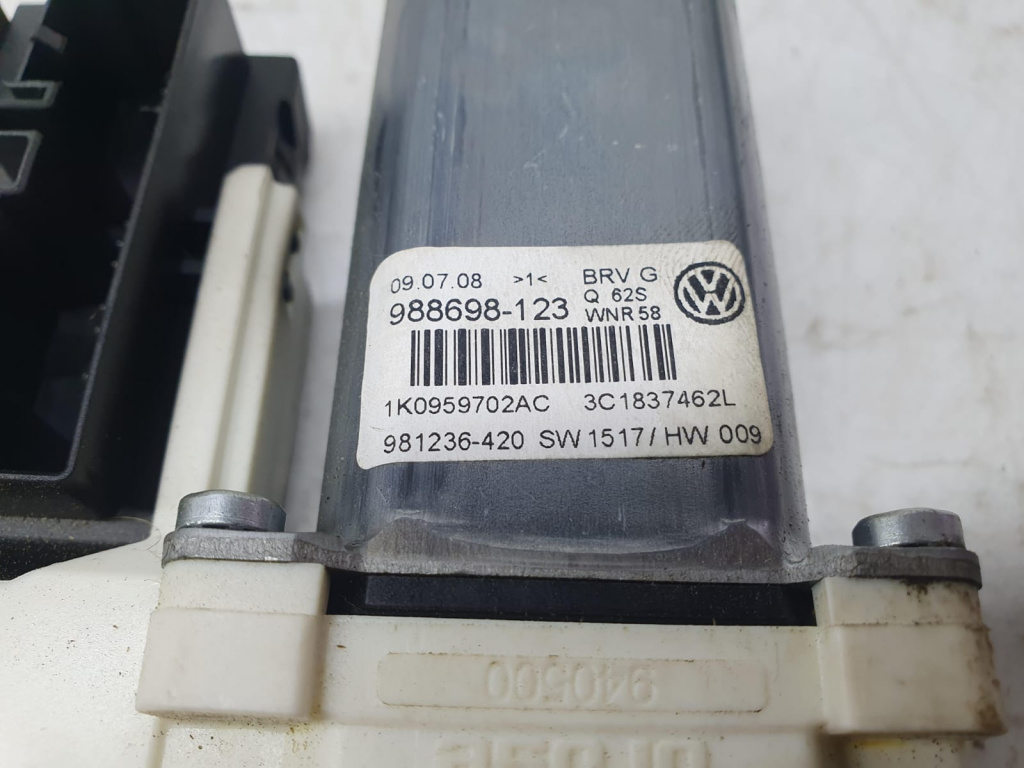 09.07.08 >1< BRV G
Q 62S
988698-123 WNR 58
1K0959702AC 3C1837462L
981236-420 SW 1517 / HW 009
940500